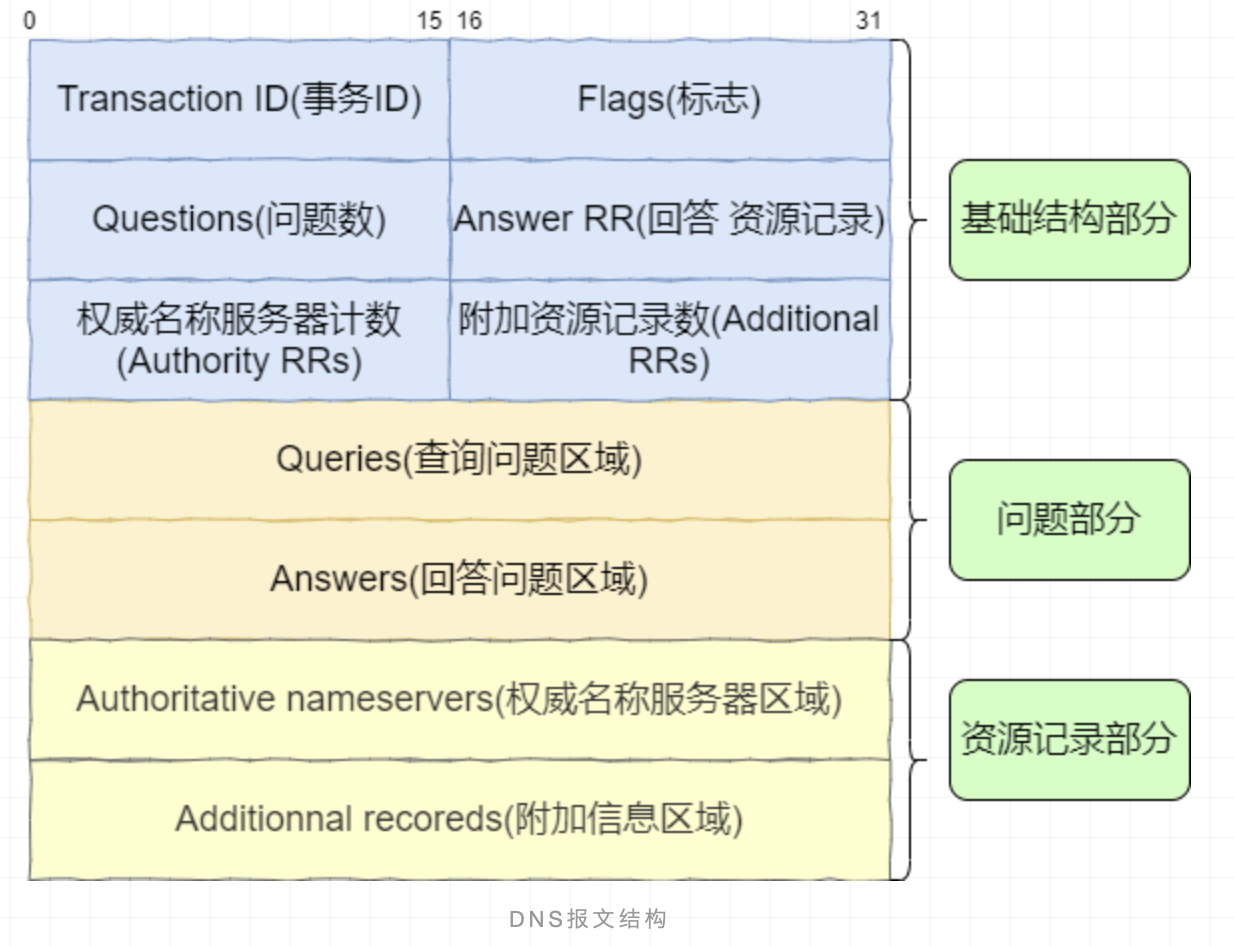 0 15 16 31
Transaction ID(事务ID) Flags(标志)
Questions(问题数) Answer RR(回答 资源记录)
基础结构部分
权威名称服务器计数
(Authority RRs)
附加资源记录数(Additional
RRs)
Queries(查询问题区域)
问题部分
Answers(回答问题区域)
Authoritative nameservers(权威名称服务器区域)
资源记录部分
Additionnal recoreds(附加信息区域)
DNS报文结构